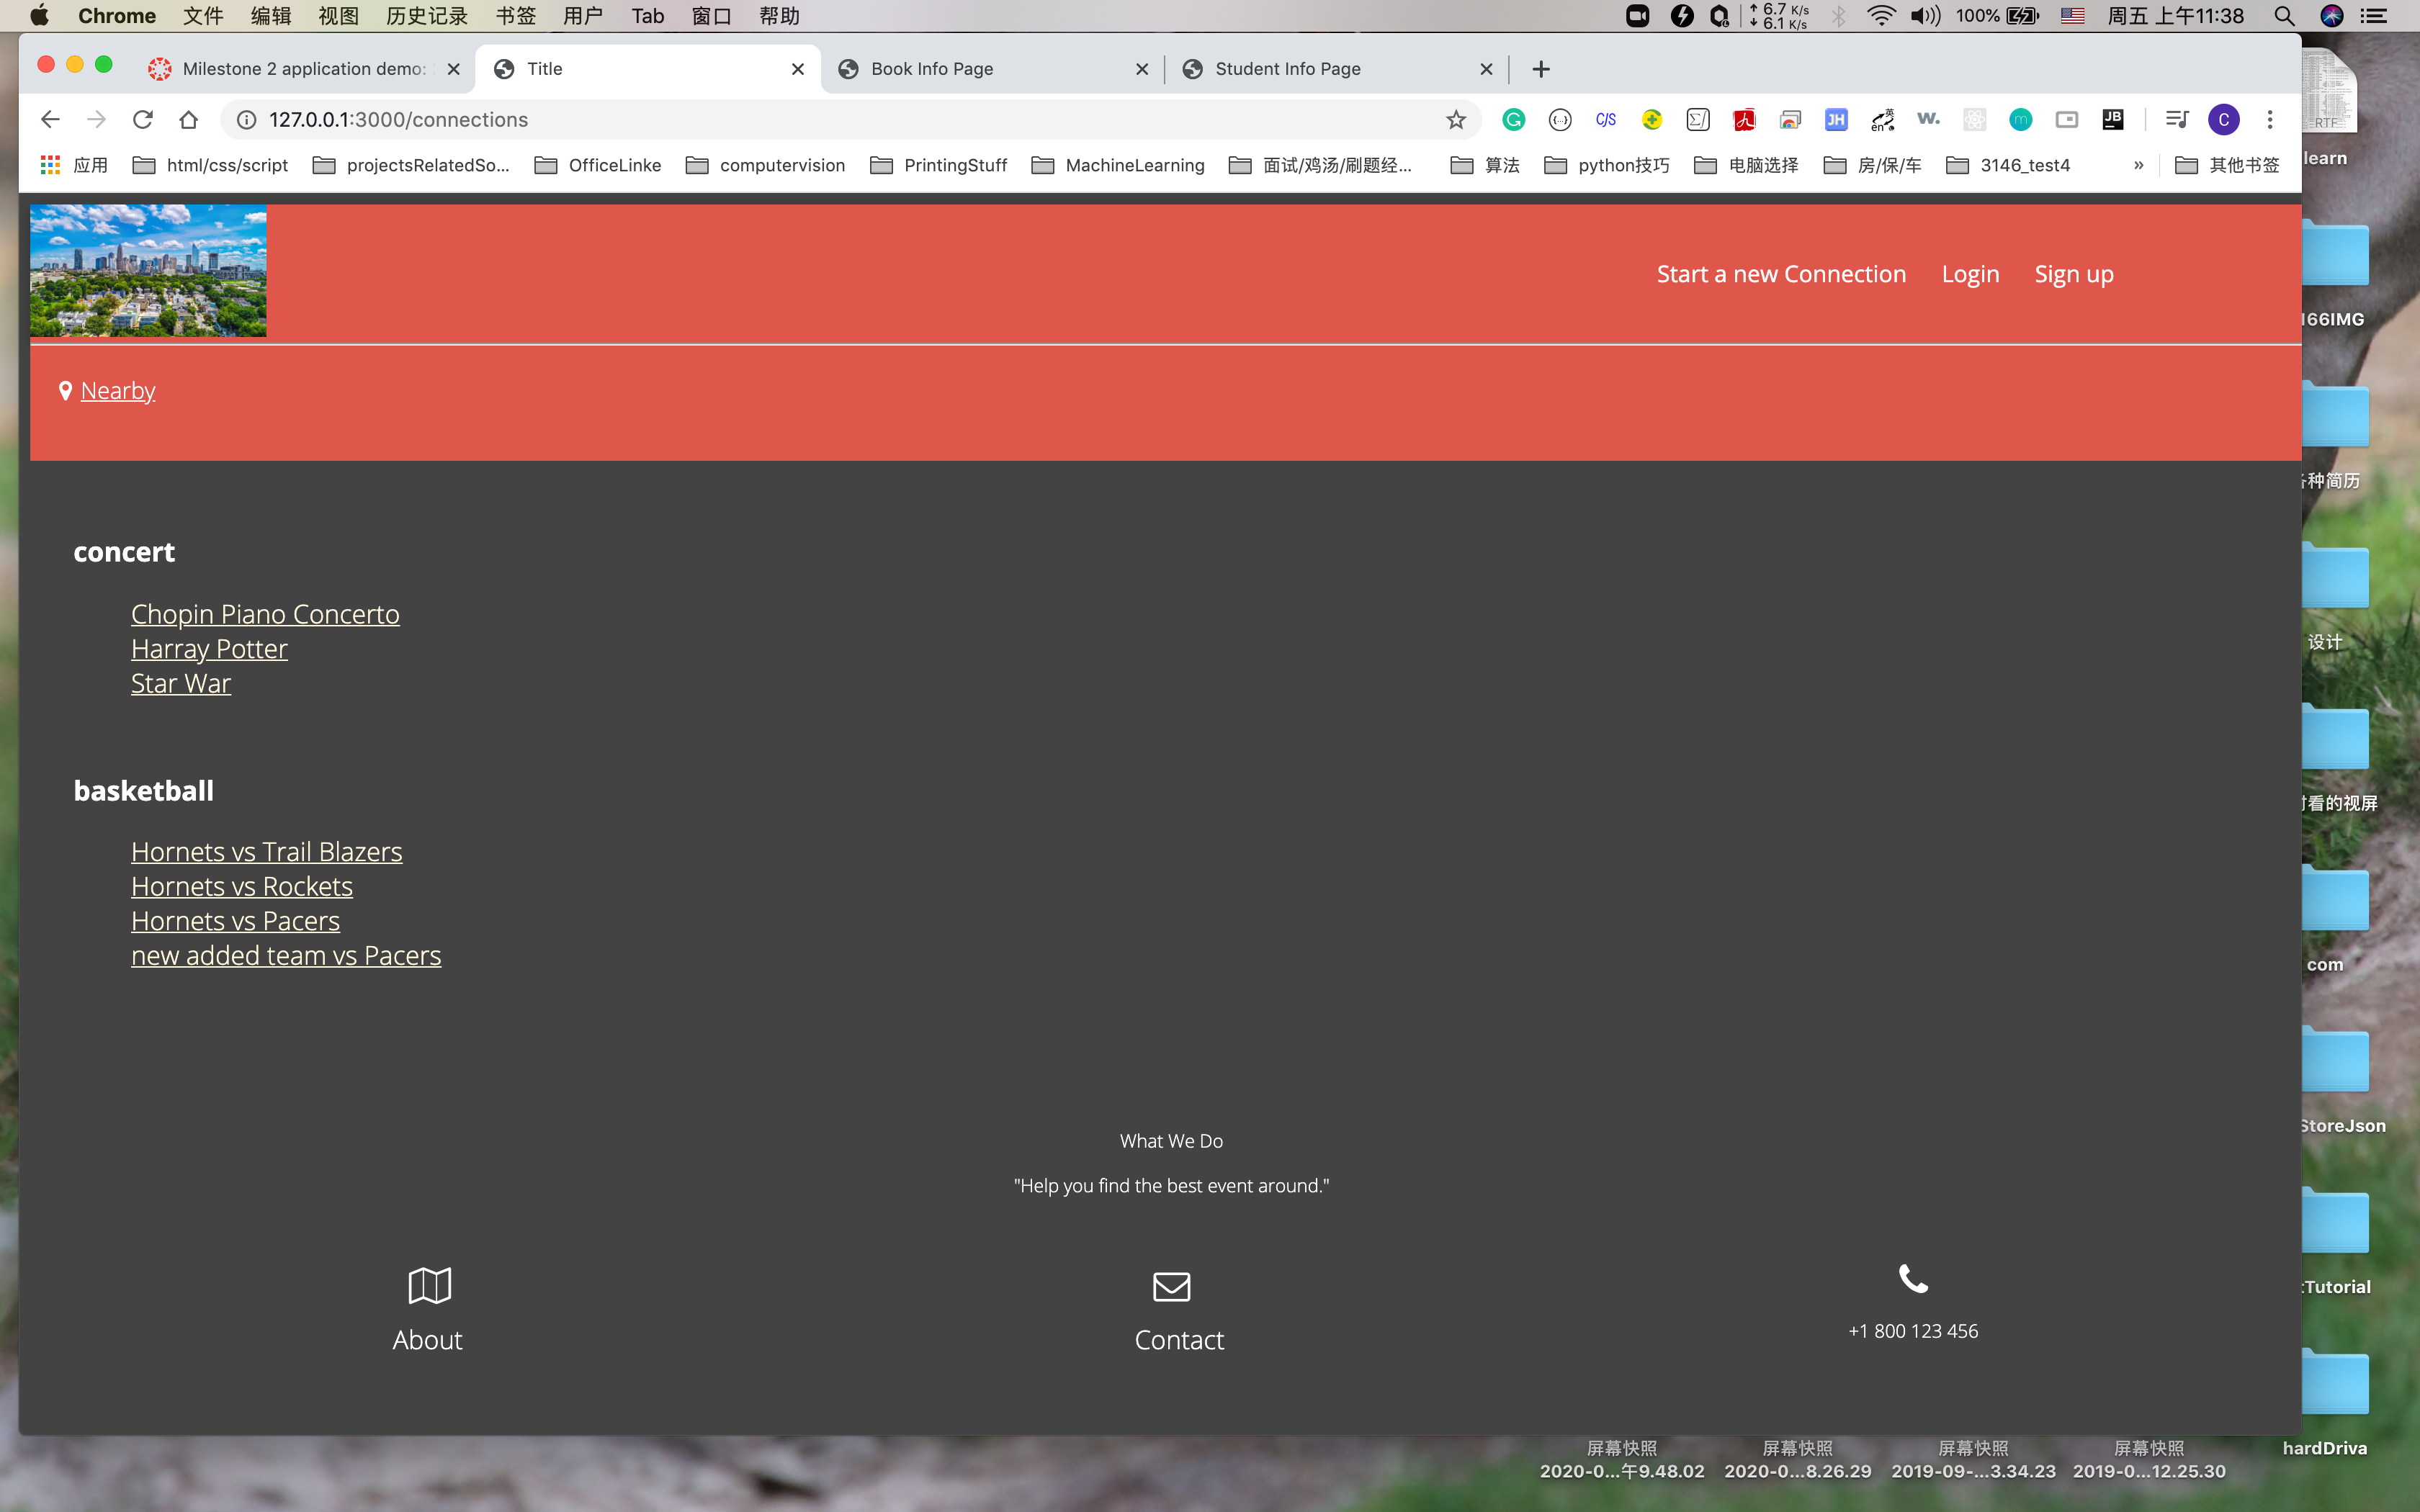 Chrome 文件 编辑 视图 历史记录 书签 用户 Tab 窗口 帮助 6.7 K/s 6.1 K/s 100% 周五 上午11:38
Milestone 2 application demo: Title Book Info Page Student Info Page
127.0.0.1:3000/connections
应用 html/css/script projectsRelatedSo... OfficeLinke computervision PrintingStuff MachineLearning 面试/鸡汤/刷题经... 算法 python技巧 电脑选择 房/保/车 3146_test4 » 其他书签
RTF
learn
Start a new Connection Login Sign up
166IMG
Nearby
种简历
concert
Chopin Piano Concerto
Harray Potter
Star War
设计
basketball
看的视屏
Hornets vs Trail Blazers
Hornets vs Rockets
Hornets vs Pacers
new added team vs Pacers
com
What We Do
"Help you find the best event around."
StoreJson
tTutorial
About
Contact
+1 800 123 456
hardDriva
屏幕快照 屏幕快照 屏幕快照 屏幕快照
2020-0...午9.48.02 2020-0...8.26.29 2019-09-...3.34.23 2019-0...12.25.30